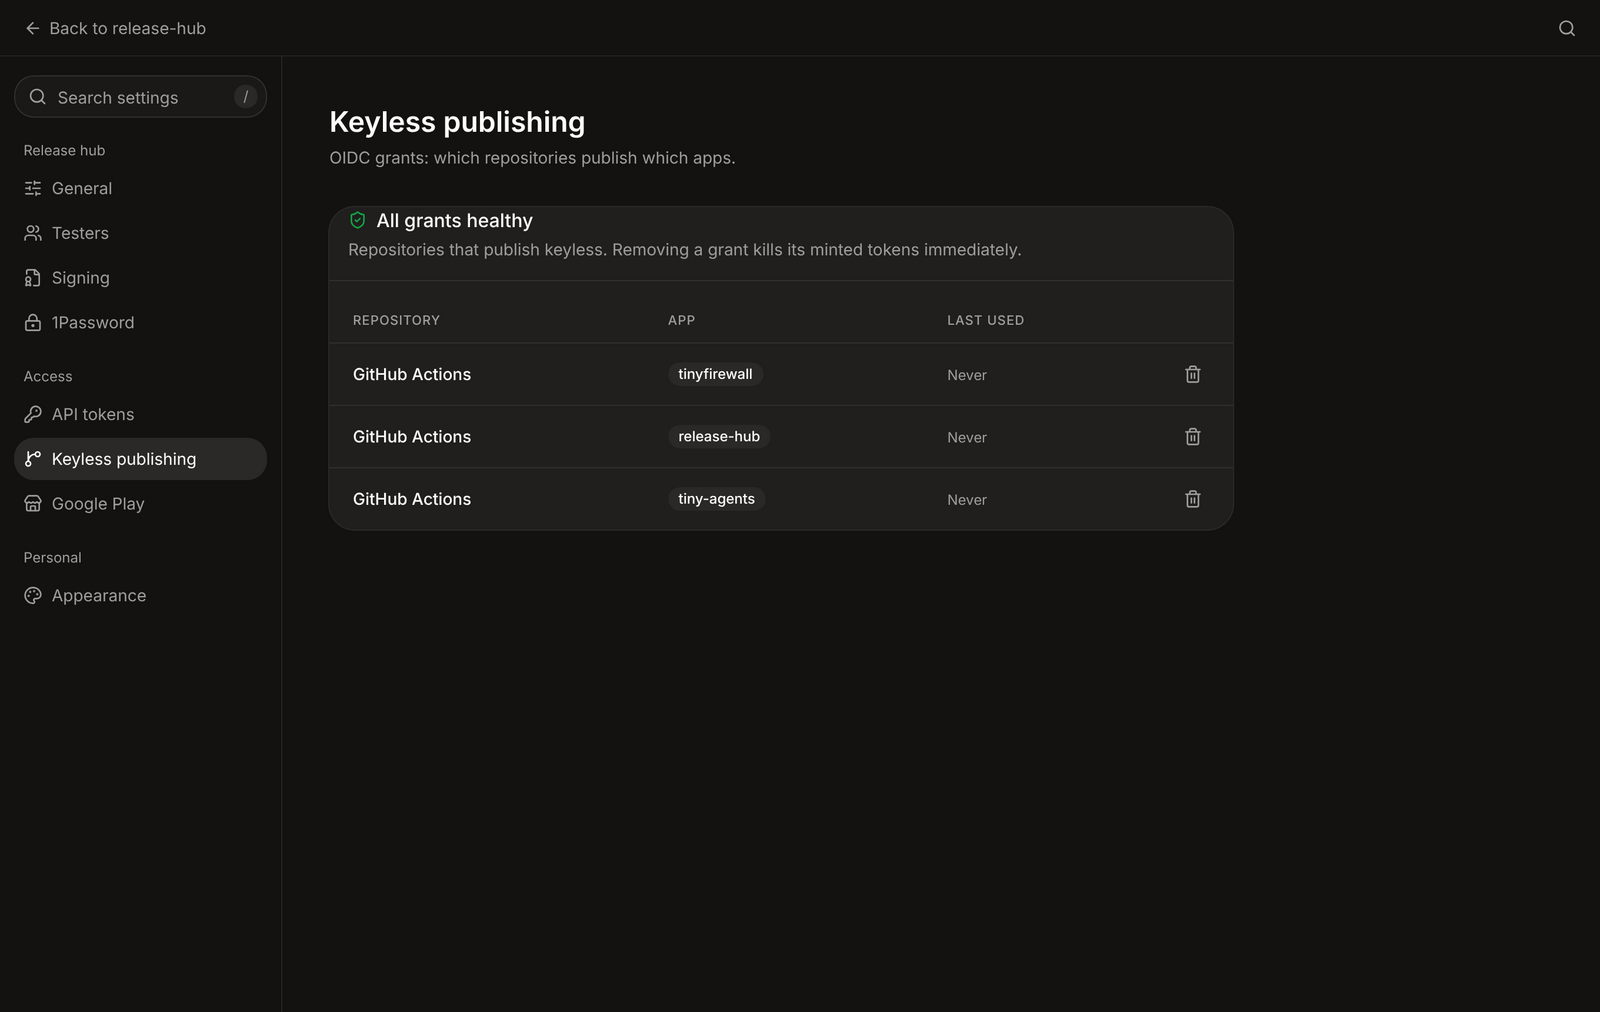 Back to release-hub
Search settings /
Release hub
General
Testers
Signing
1Password
Access
API tokens
Keyless publishing
Google Play
Personal
Appearance
Keyless publishing
OIDC grants: which repositories publish which apps.
All grants healthy
Repositories that publish keyless. Removing a grant kills its minted tokens immediately.
REPOSITORY APP LAST USED
GitHub Actions tinyfirewall Never
GitHub Actions release-hub Never
GitHub Actions tiny-agents Never